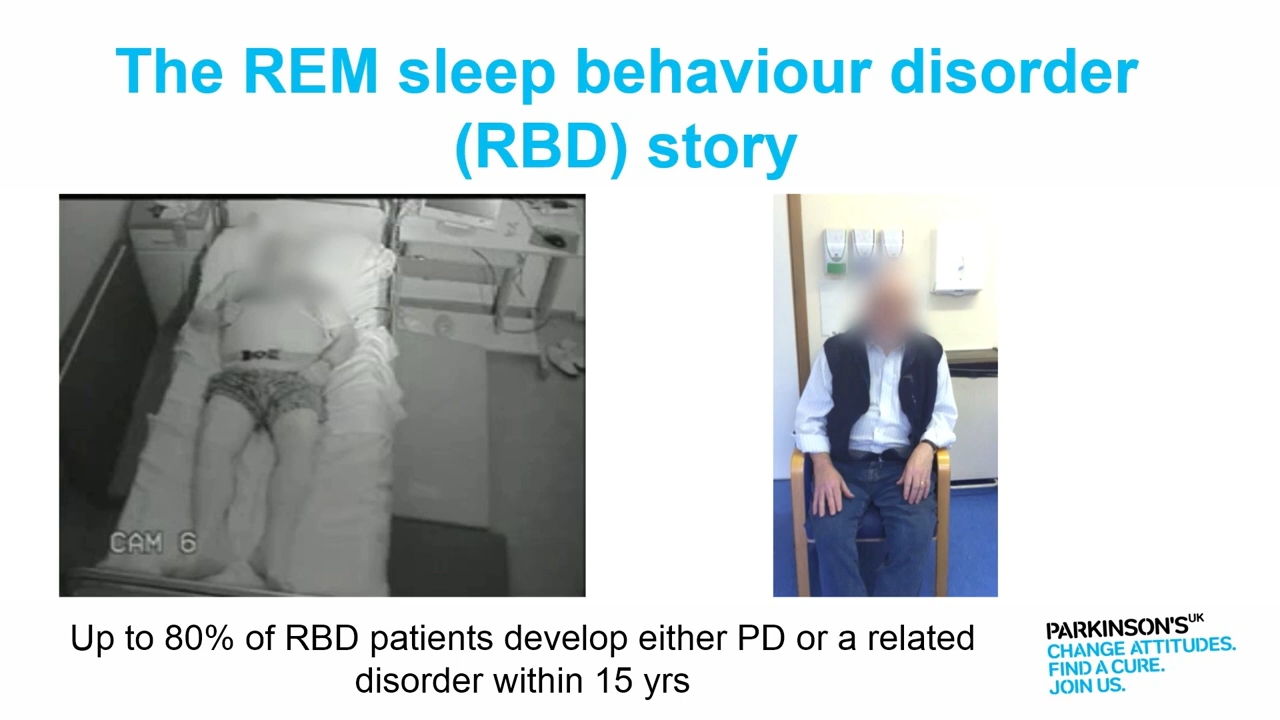 The REM sleep behaviour disorder
(RBD) story
CAM 6
Up to 80% of RBD patients develop either PD or a related
disorder within 15 yrs
PARKINSON'SUK
CHANGE ATTITUDES.
FIND A CURE.
JOIN US.